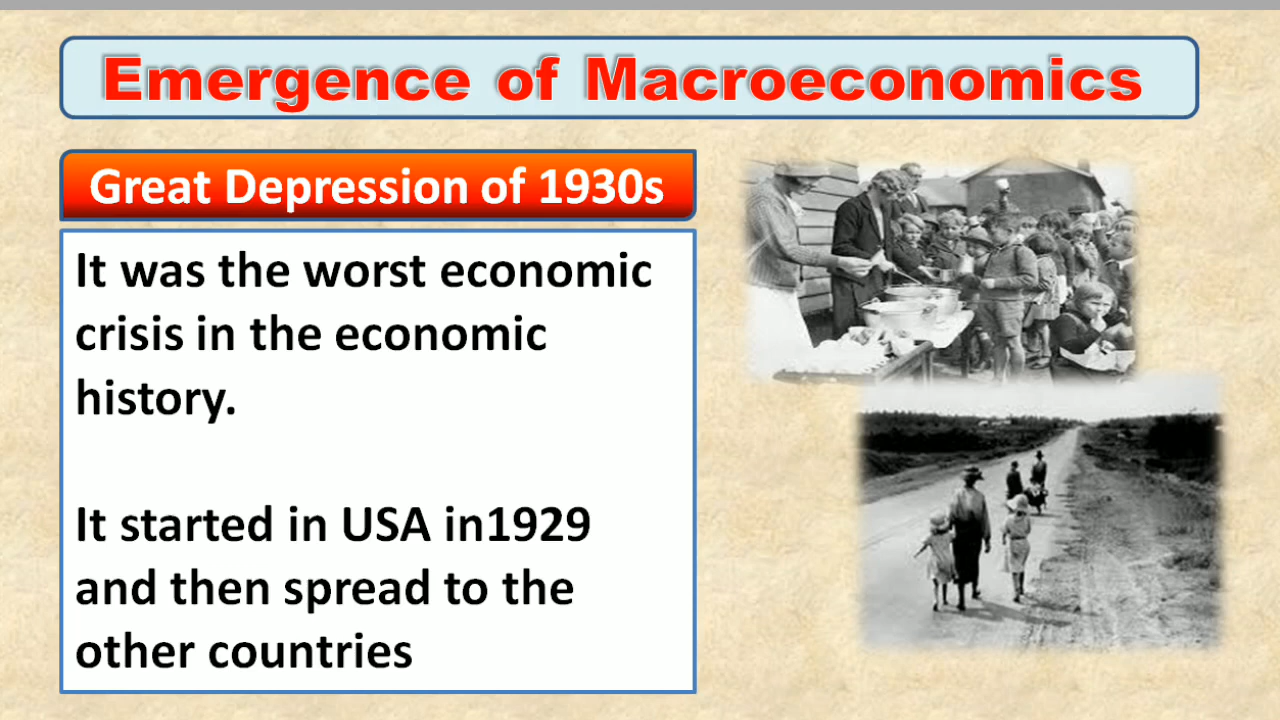 Emergence of Macroeconomics
Great Depression of 1930s
It was the worst economic
crisis in the economic
history.
It started in USA in1929
and then spread to the
other countries